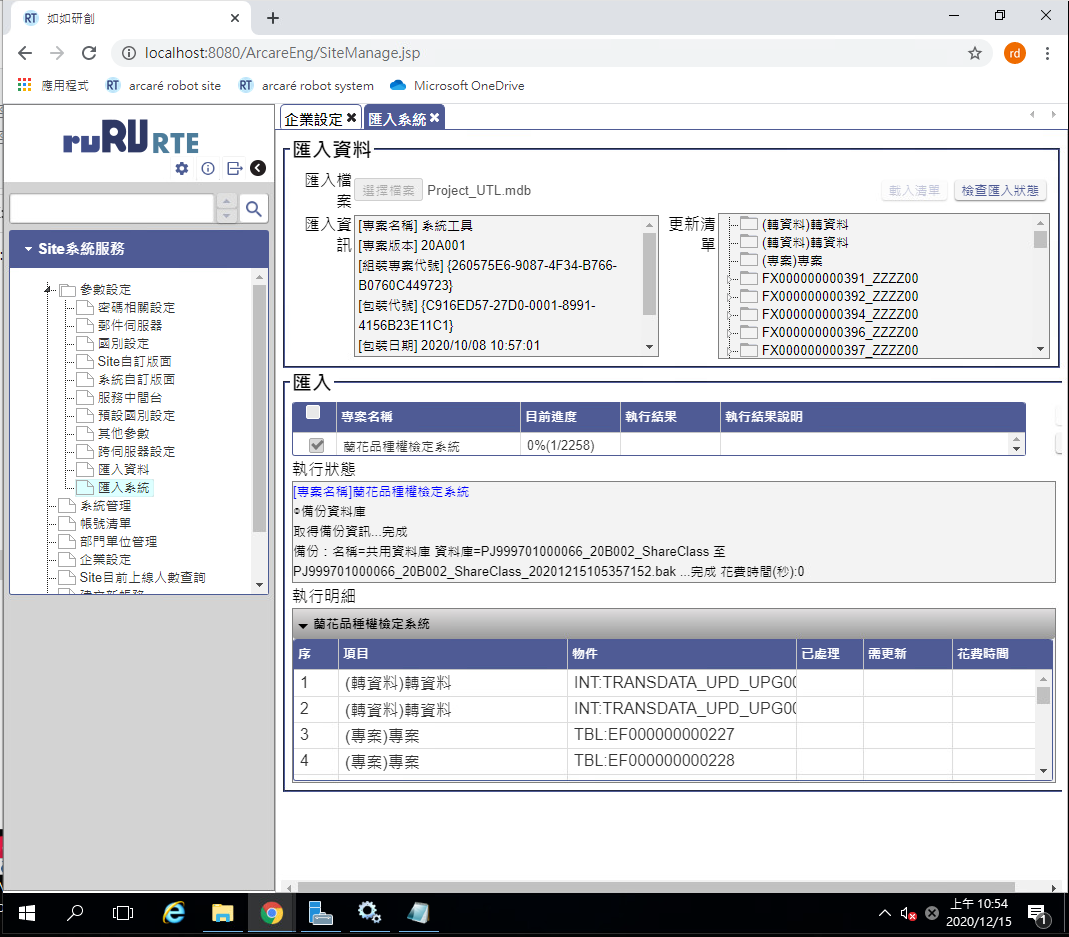 RT 如如研創
localhost:8080/ArcareEng/SiteManage.jsp
rd
應用程式 RT arcaré robot site RT arcaré robot system Microsoft OneDrive
ruRU RTE
企業設定 匯入系統
Site系統服務
參數設定
密碼相關設定
郵件伺服器
國別設定
Site自訂版面
系統自訂版面
服務中間台
預設國別設定
其他參數
跨伺服器設定
匯入資料
匯入系統
系統管理
帳號清單
部門單位管理
企業設定
Site目前上線人數查詢
匯入資料
匯入檔案 選擇檔案 Project_UTL.mdb 載入清單 檢查匯入狀態
匯入資訊
[專案名稱] 系統工具
[專案版本] 20A001
[組裝專案代號] {260575E6-9087-4F34-B766-
B0760C449723}
[包裝代號] {C916ED57-27D0-0001-8991-
4156B23E11C1}
[包裝日期] 2020/10/08 10:57:01
更新清單
(轉資料)轉資料
(轉資料)轉資料
(專案)專案
FX000000000391_ZZZZ00
FX000000000392_ZZZZ00
FX000000000394_ZZZZ00
FX000000000396_ZZZZ00
FX000000000397_ZZZZ00
匯入
專案名稱 目前進度 執行結果 執行結果說明
蘭花品種權檢定系統 0%(1/2258)
執行狀態
[專案名稱]蘭花品種權檢定系統
⊙備份資料庫
取得備份資訊...完成
備份：名稱=共用資料庫 資料庫=PJ999701000066_20B002_ShareClass 至
PJ999701000066_20B002_ShareClass_20201215105357152.bak ...完成 花費時間(秒):0
執行明細
蘭花品種權檢定系統
序 項目 物件 已處理 需更新 花費時間
1 (轉資料)轉資料 INT:TRANSDATA_UPD_UPG00
2 (轉資料)轉資料 INT:TRANSDATA_UPD_UPG00
3 (專案)專案 TBL:EF000000000227
4 (專案)專案 TBL:EF000000000228
上午 10:54
2020/12/15
1